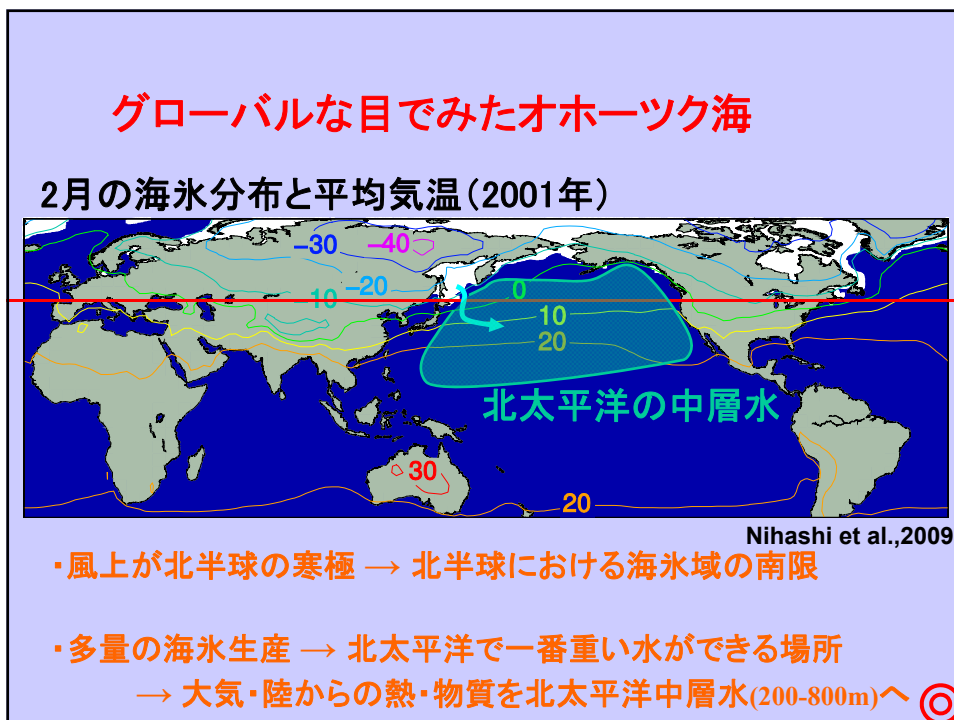 グローバルな目でみたオホーツク海
2月の海氷分布と平均気温（2001年）
–30 –40
–20
–10
0
10
20
北太平洋の中層水
30
20
Nihashi et al.,2009
・風上が北半球の寒極 → 北半球における海氷域の南限
・多量の海氷生産 → 北太平洋で一番重い水ができる場所
→ 大気・陸からの熱・物質を北太平洋中層水(200-800m)へ ◎